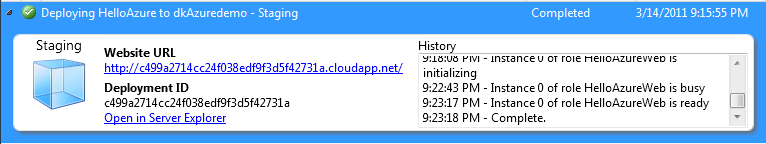 Deploying HelloAzure to dkAzuredemo - Staging Completed 3/14/2011 9:15:55 PM
Staging
Website URL
http://c499a2714cc24f038edf9f3d5f42731a.cloudapp.net/
Deployment ID
c499a2714cc24f038edf9f3d5f42731a
Open in Server Explorer
History
9:18:08 PM - Instance 0 of role HelloAzureWeb is
initializing
9:22:43 PM - Instance 0 of role HelloAzureWeb is busy
9:23:17 PM - Instance 0 of role HelloAzureWeb is ready
9:23:18 PM - Complete.